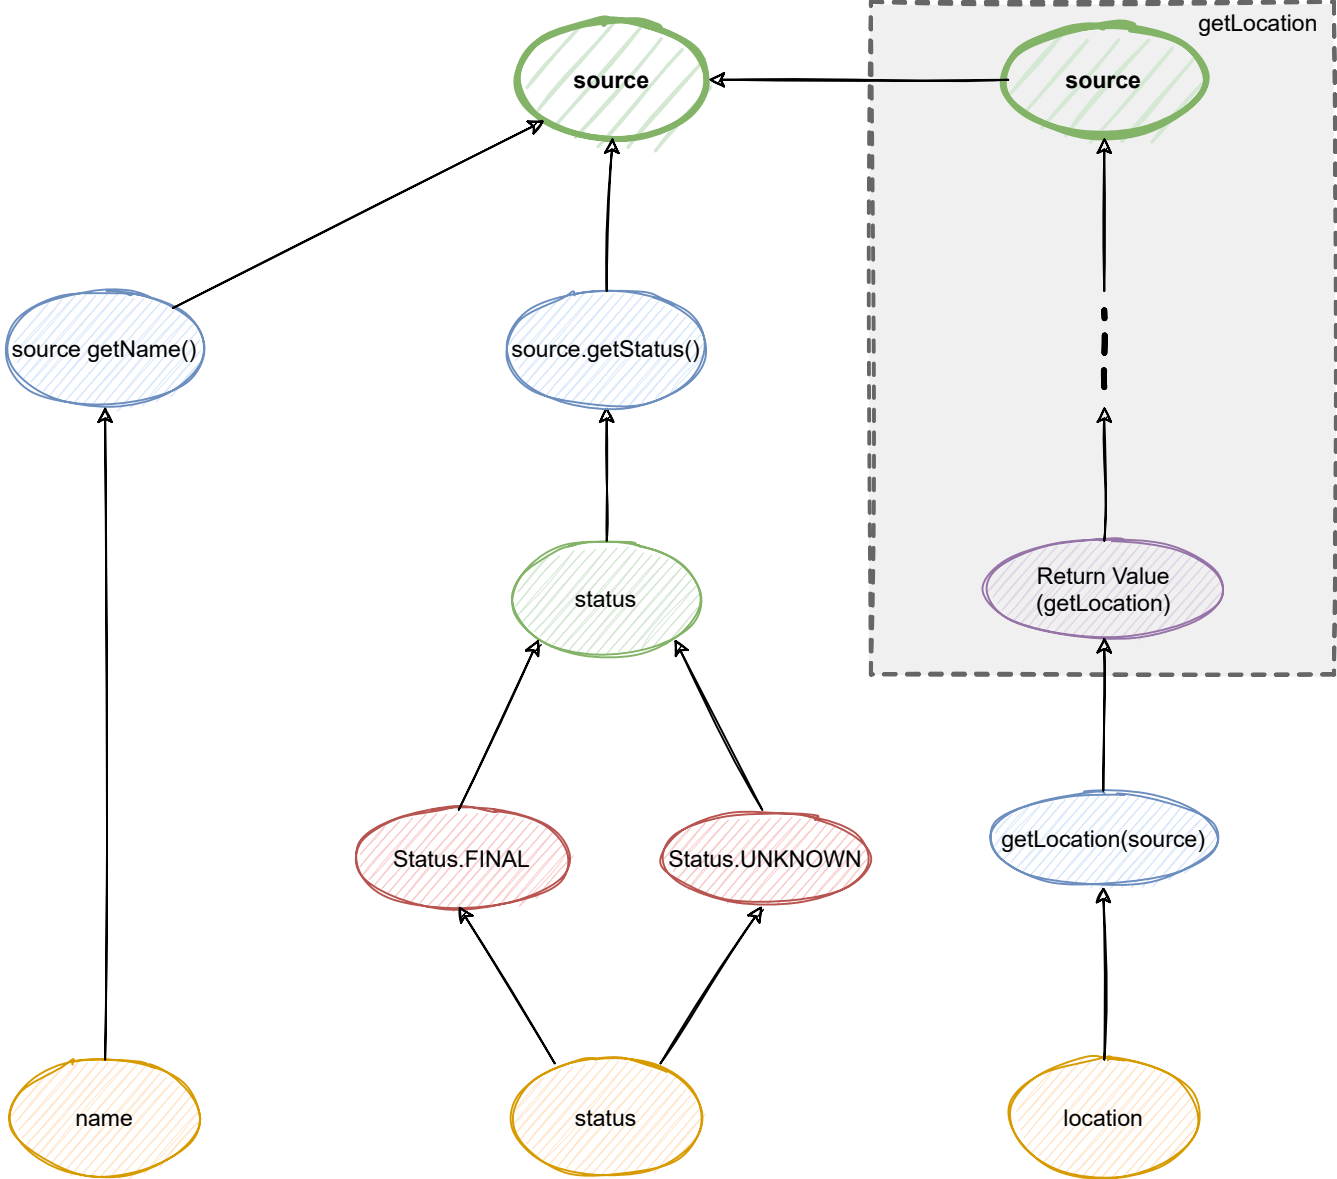 getLocation
source
source
source getName()
source.getStatus()
Return Value
(getLocation)
status
getLocation(source)
Status.FINAL
Status.UNKNOWN
name
status
location